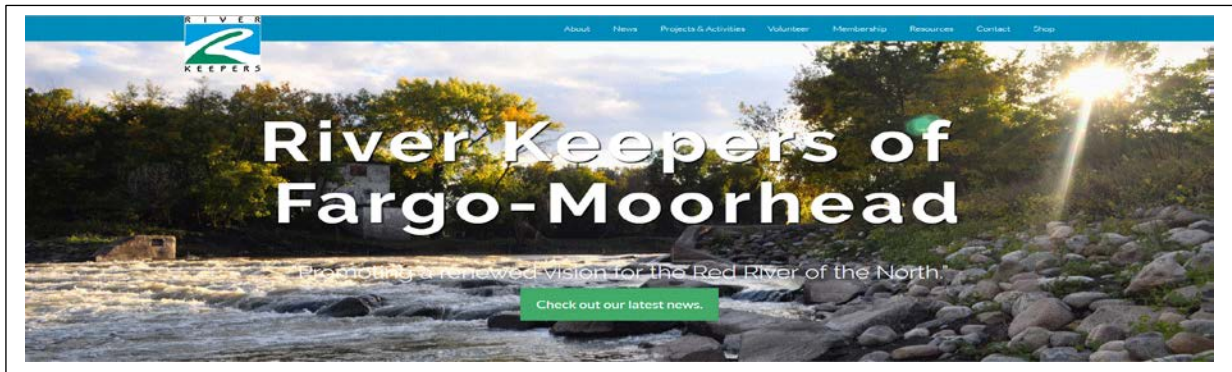 RIVER
KEEPERS
About News Projects & Activities Volunteer Membership Resources Contact Shop
River Keepers of
Fargo-Moorhead
"Promoting a renewed vision for the Red River of the North."
Check out our latest news.